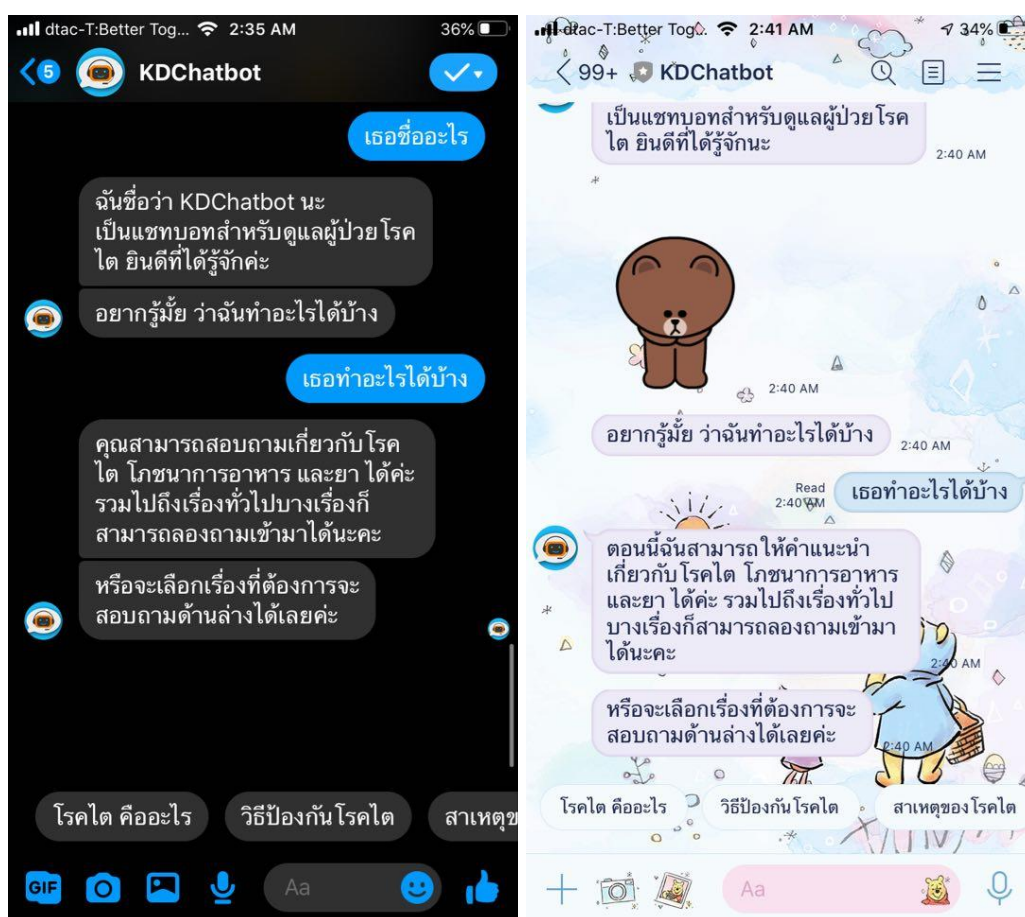 dtac-T:Better Tog... 2:35 AM 36%
5 KDChatbot
เธอชื่ออะไร
ฉันชื่อว่า KDChatbot นะ
เป็นแชทบอทสำหรับดูแลผู้ป่วยโรค
ไต ยินดีที่ได้รู้จักค่ะ
อยากรู้มั้ย ว่าฉันทำอะไรได้บ้าง
เธอทำอะไรได้บ้าง
คุณสามารถสอบถามเกี่ยวกับโรค
ไต โภชนาการอาหาร และยา ได้ค่ะ
รวมไปถึงเรื่องทั่วไปบางเรื่องก็
สามารถลองถามเข้ามาได้นะคะ
หรือจะเลือกเรื่องที่ต้องการจะ
สอบถามด้านล่างได้เลยค่ะ
โรคไต คืออะไร วิธีป้องกันโรคไต สาเหตุข
GIF Aa
dtac-T:Better Tog... 2:41 AM 34%
99+ KDChatbot
เป็นแชทบอทสำหรับดูแลผู้ป่วยโรค
ไต ยินดีที่ได้รู้จักนะ
2:40 AM
2:40 AM
อยากรู้มั้ย ว่าฉันทำอะไรได้บ้าง 2:40 AM
Read
2:40 AM
เธอทำอะไรได้บ้าง
ตอนนี้ฉันสามารถให้คำแนะนำ
เกี่ยวกับโรคไต โภชนาการอาหาร
และยา ได้ค่ะ รวมไปถึงเรื่องทั่วไป
บางเรื่องก็สามารถลองถามเข้ามา
ได้นะคะ
2:40 AM
หรือจะเลือกเรื่องที่ต้องการจะ
สอบถามด้านล่างได้เลยค่ะ
2:40 AM
โรคไต คืออะไร วิธีป้องกันโรคไต สาเหตุของโรคไต
Aa